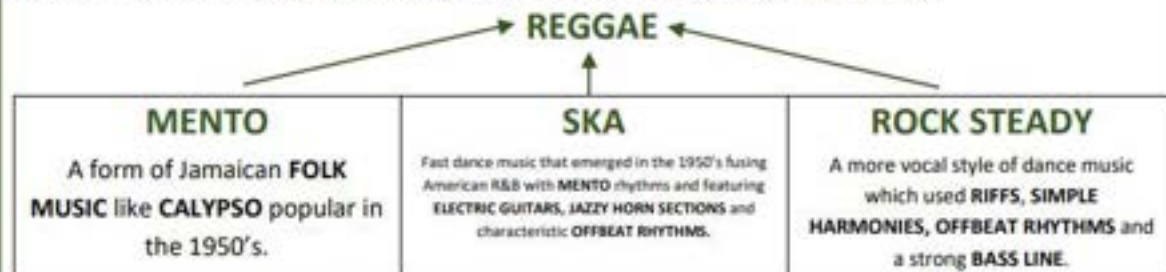 REGGAE
MENTO
A form of Jamaican FOLK
MUSIC like CALYPSO popular in
the 1950's.
SKA
Fast dance music that emerged in the 1950's fusing
American R&B with MENTO rhythms and featuring
ELECTRIC GUITARS, JAZZY HORN SECTIONS and
characteristic OFFBEAT RHYTHMS.
ROCK STEADY
A more vocal style of dance music
which used RIFFS, SIMPLE
HARMONIES, OFFBEAT RHYTHMS and
a strong BASS LINE.